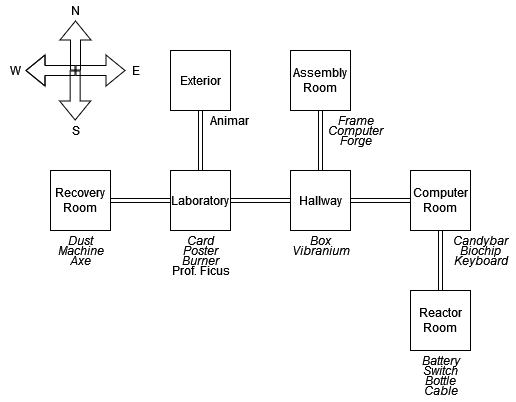 N
W
E
S
Exterior
Animar
Assembly
Room
Frame
Computer
Forge
Recovery
Room
Dust
Machine
Axe
Laboratory
Card
Poster
Burner
Prof. Ficus
Hallway
Box
Vibranium
Computer
Room
Candybar
Biochip
Keyboard
Reactor
Room
Battery
Switch
Bottle
Cable